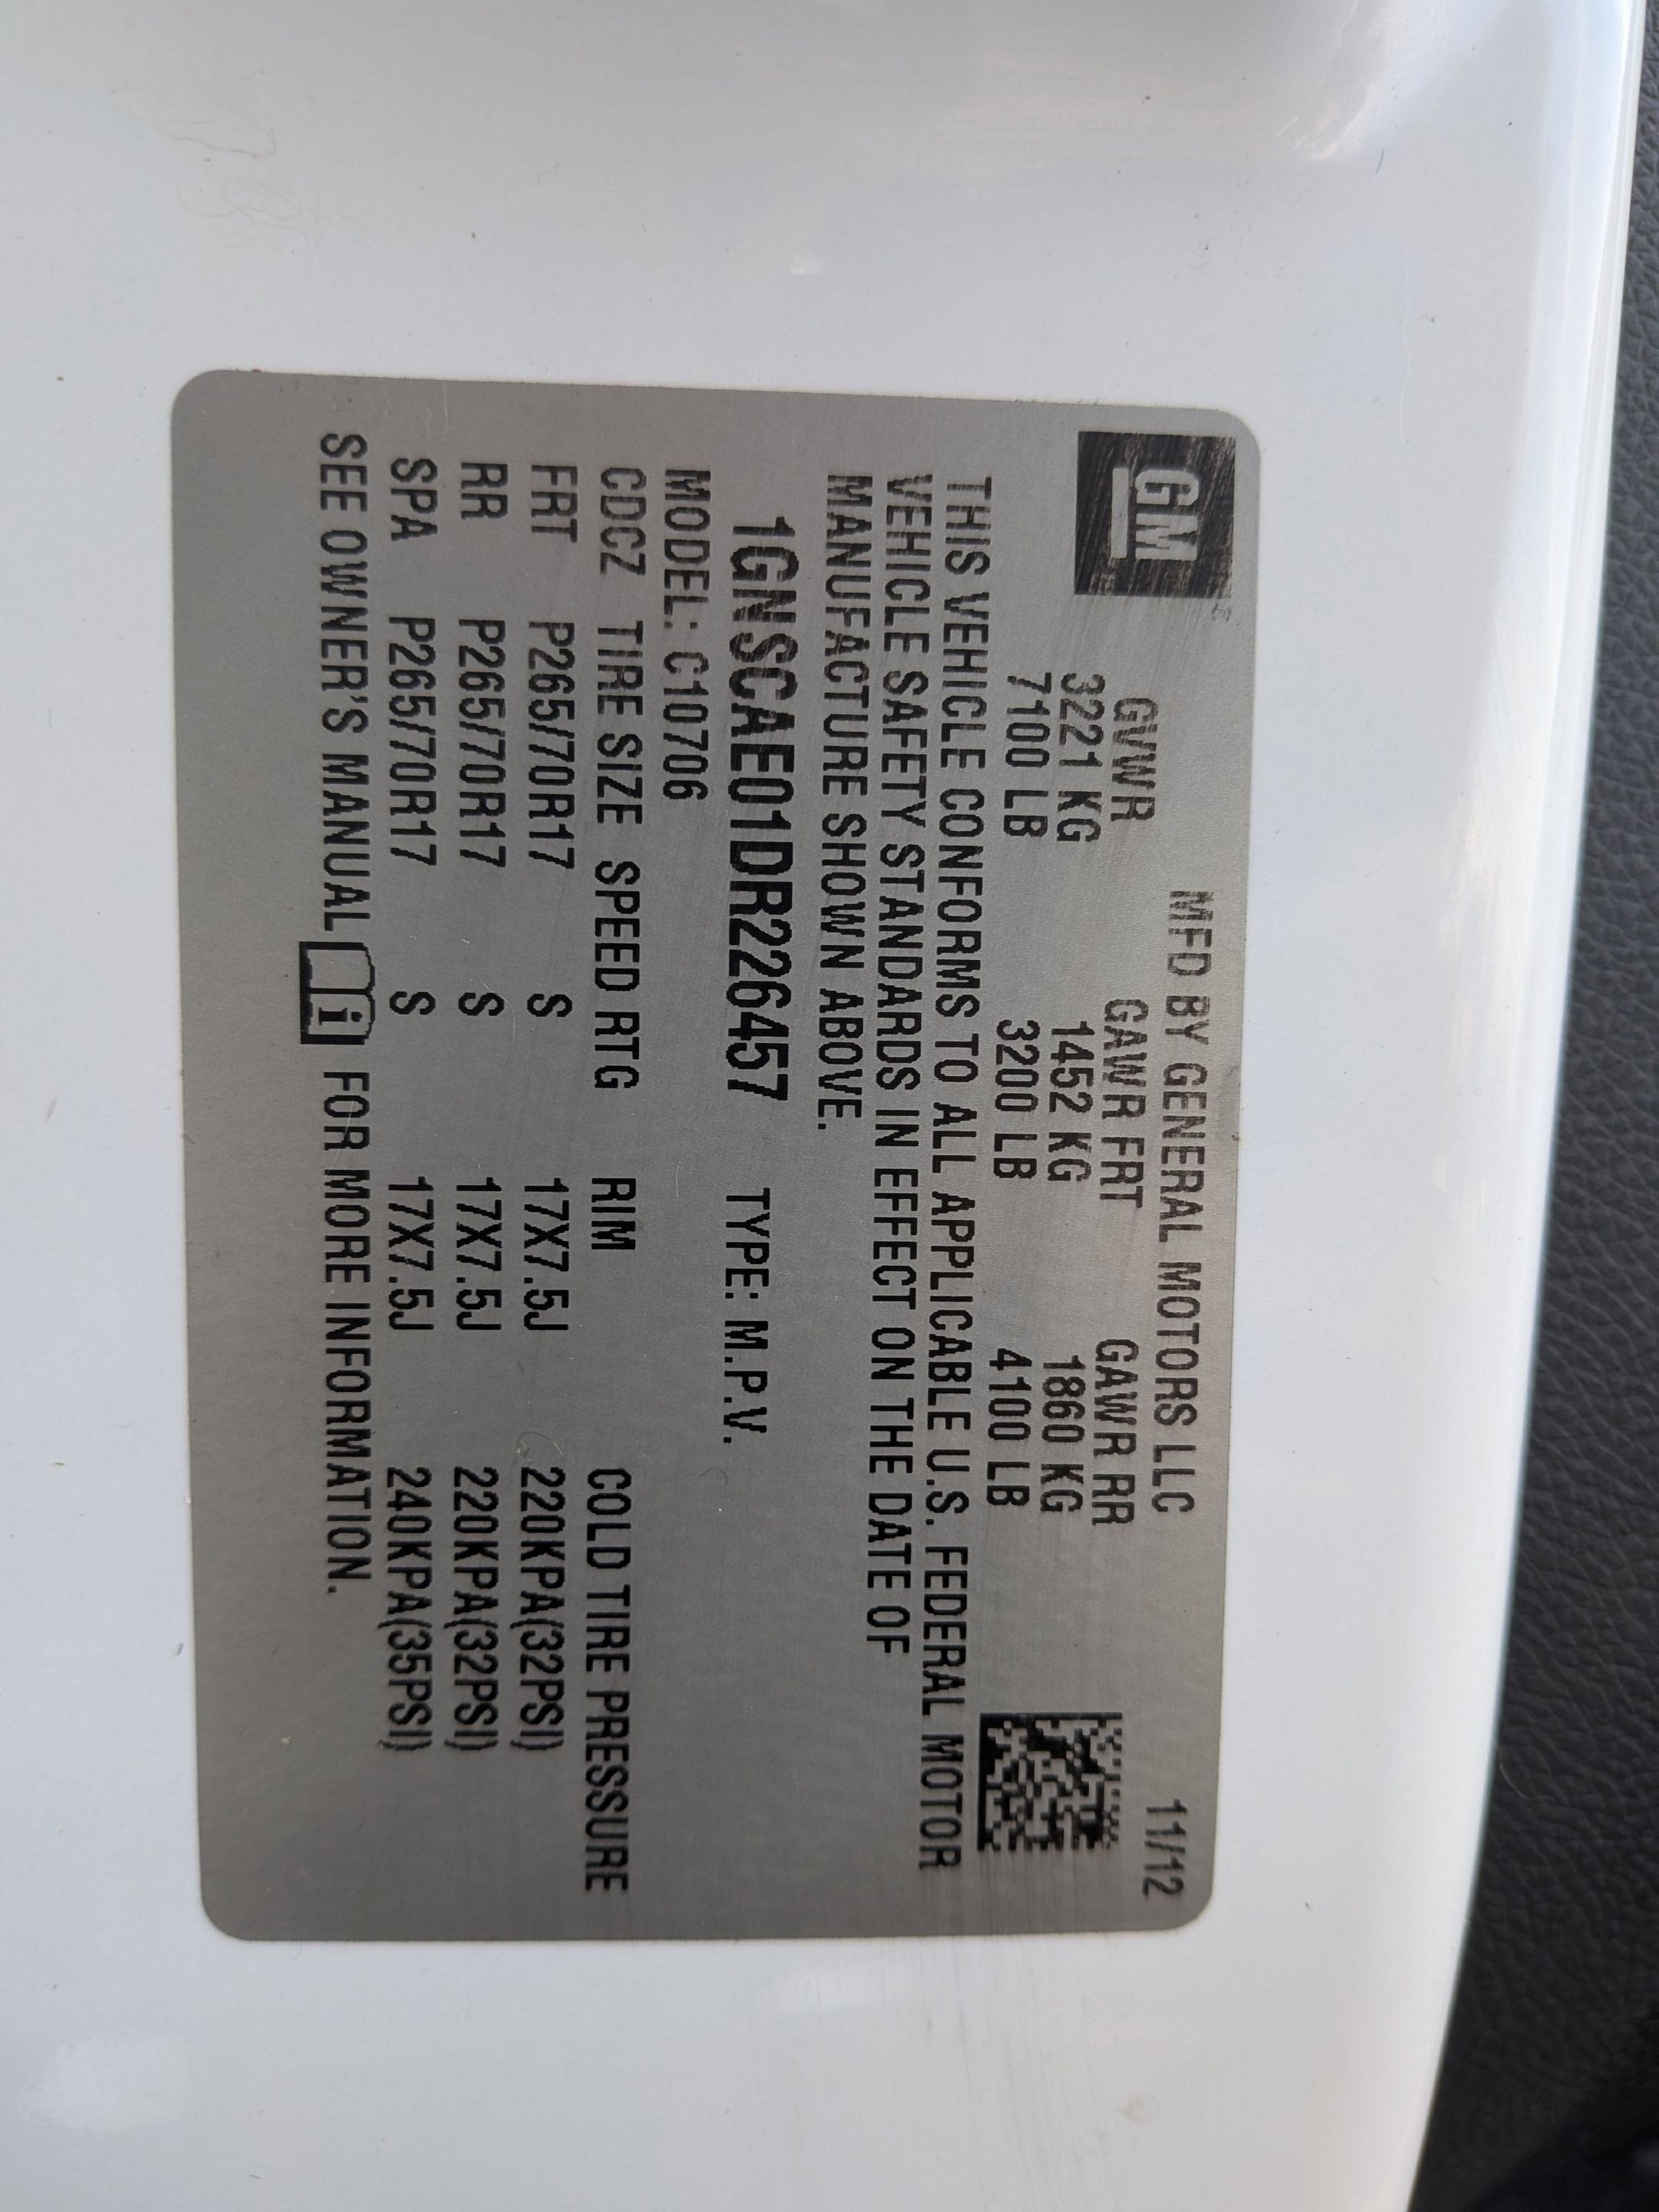 GM
MFD BY GENERAL MOTORS LLC 11/12
GVWR GAWR FRT GAWR RR
3221 KG 1452 KG 1860 KG
7100 LB 3200 LB 4100 LB
THIS VEHICLE CONFORMS TO ALL APPLICABLE U.S. FEDERAL MOTOR
VEHICLE SAFETY STANDARDS IN EFFECT ON THE DATE OF
MANUFACTURE SHOWN ABOVE.
1GNSCAE01DR226457 TYPE: M.P.V.
MODEL: C10706
CDCZ TIRE SIZE SPEED RTG RIM COLD TIRE PRESSURE
FRT P265/70R17 S 17X7.5J 220KPA(32PSI)
RR P265/70R17 S 17X7.5J 220KPA(32PSI)
SPA P265/70R17 S 17X7.5J 240KPA(35PSI)
SEE OWNER'S MANUAL i FOR MORE INFORMATION.